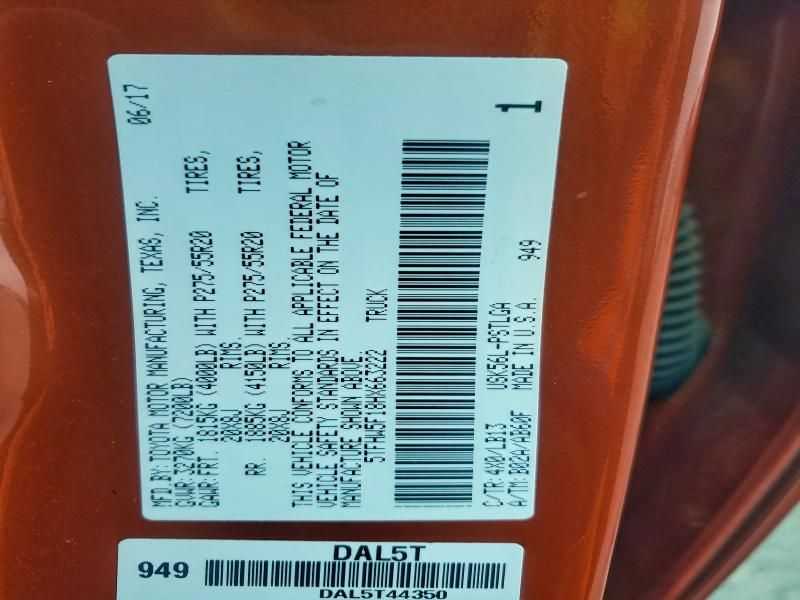 MFD BY: TOYOTA MOTOR MANUFACTURING, TEXAS, INC. 06/17
GVWR: 3270KG (7200LB)
GAWR: FRT. 1815KG (4000LB) WITH P275/55R20 TIRES,
20X8J RIMS.
RR. 1885KG (4150LB) WITH P275/55R20 TIRES,
20X8J RIMS.
THIS VEHICLE CONFORMS TO ALL APPLICABLE FEDERAL MOTOR
VEHICLE SAFETY STANDARDS IN EFFECT ON THE DATE OF
MANUFACTURE SHOWN ABOVE.
5TFAW5F18HX663222 TRUCK
C/TR: 4X0/LB13 USK56L-PSTLGA 949
A/TM: B02A/AB60F MADE IN U.S.A.
1
DAL5T
949
DAL5T44350